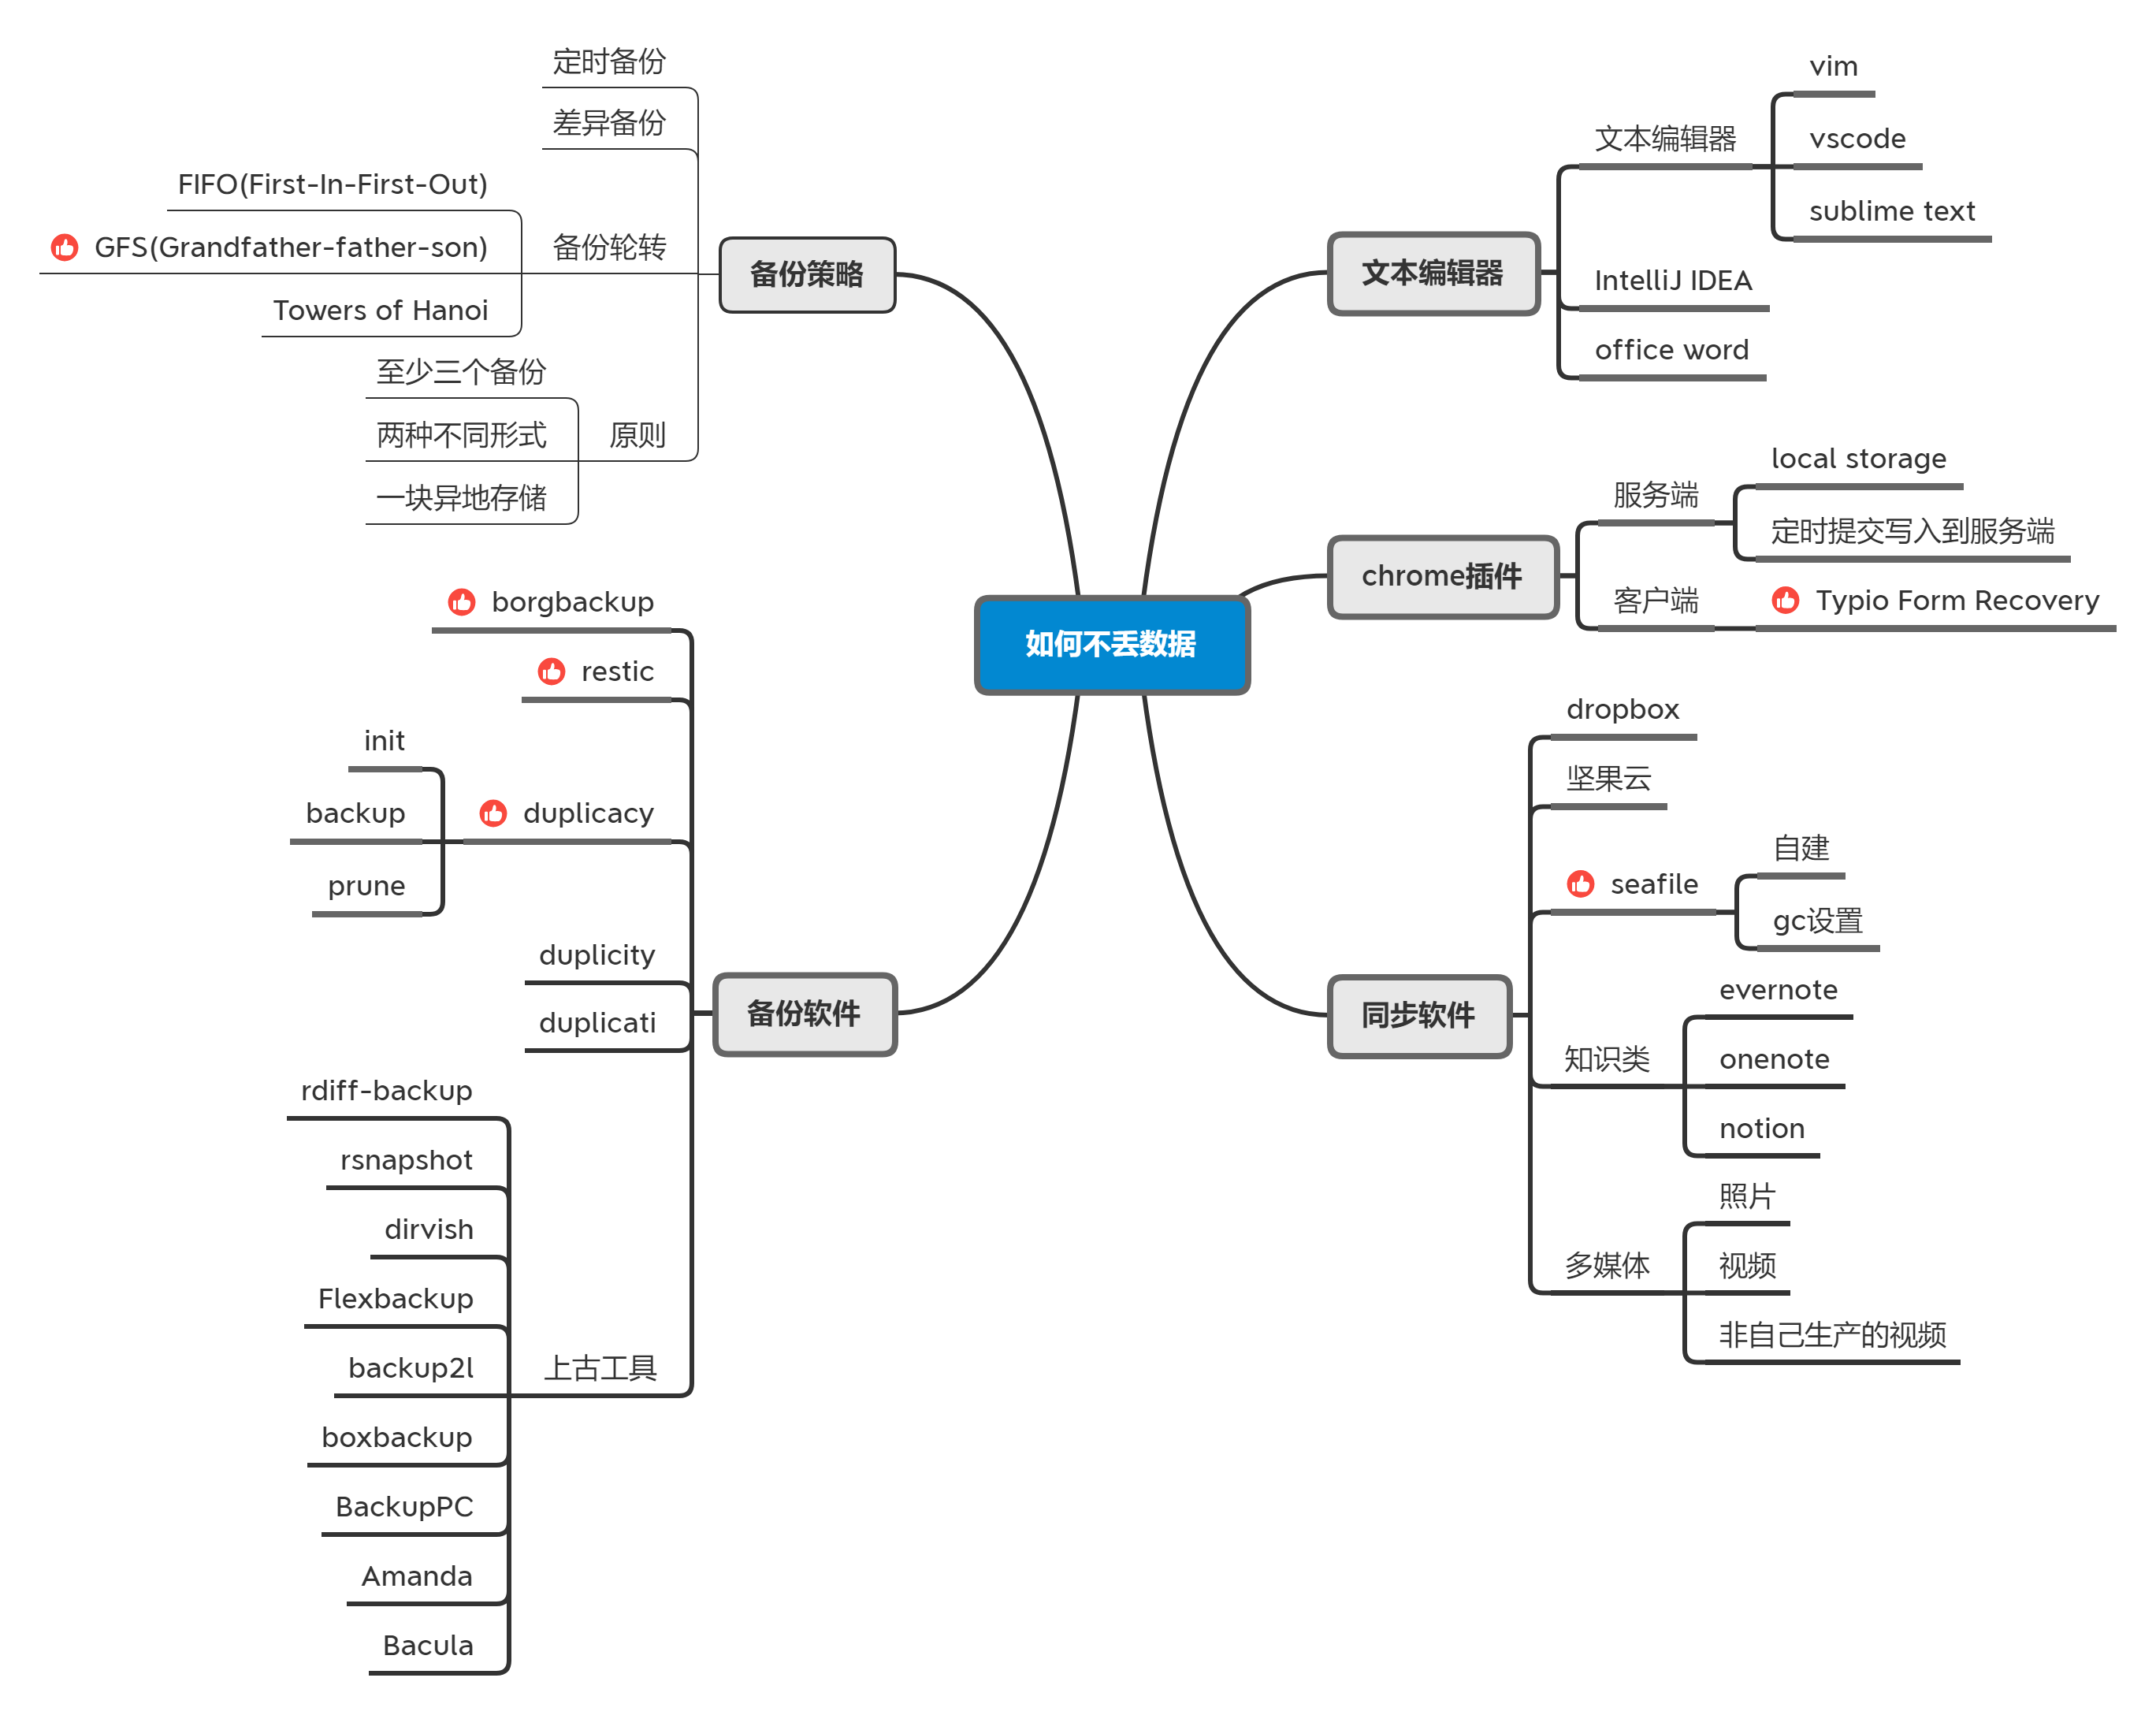 如何不丢数据
文本编辑器
文本编辑器
vim
vscode
sublime text
IntelliJ IDEA
office word
chrome插件
服务端
local storage
定时提交写入到服务端
客户端
Typio Form Recovery
同步软件
dropbox
坚果云
seafile
自建
gc设置
知识类
evernote
onenote
notion
多媒体
照片
视频
非自己生产的视频
备份策略
定时备份
差异备份
备份轮转
FIFO(First-In-First-Out)
GFS(Grandfather-father-son)
Towers of Hanoi
原则
至少三个备份
两种不同形式
一块异地存储
备份软件
borgbackup
restic
duplicacy
init
backup
prune
duplicity
duplicati
上古工具
rdiff-backup
rsnapshot
dirvish
Flexbackup
backup2l
boxbackup
BackupPC
Amanda
Bacula